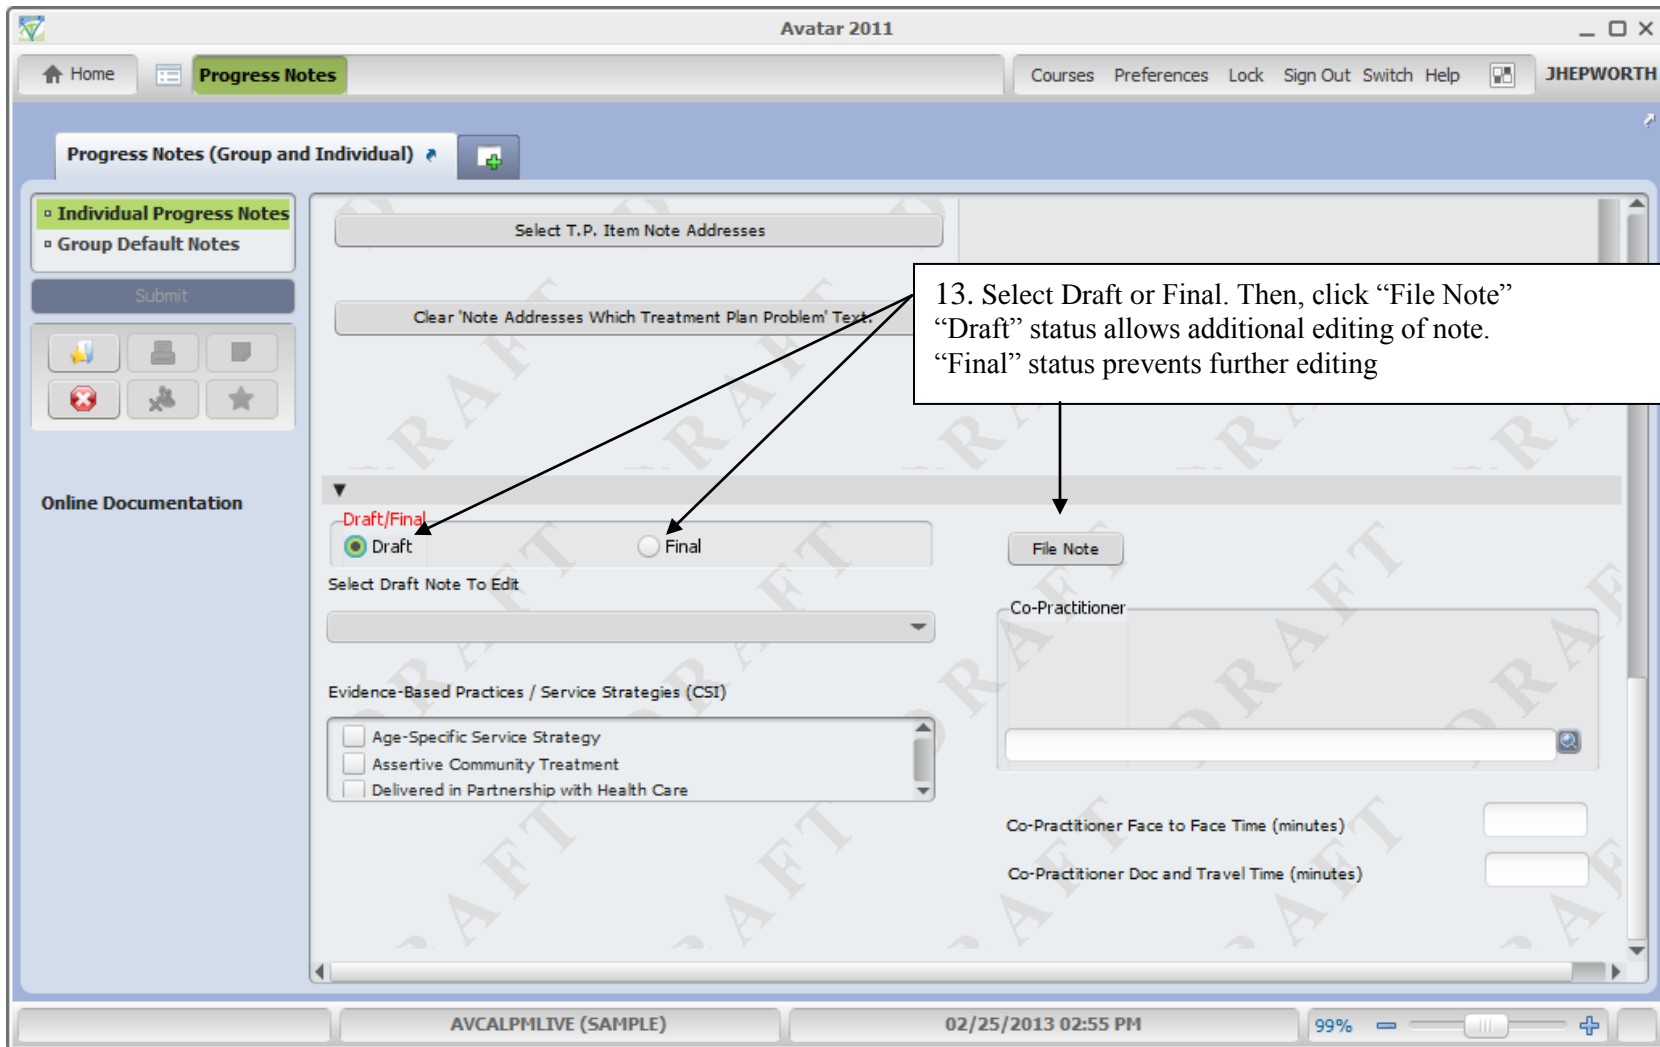 Avatar 2011
Home
Progress Notes
Courses Preferences Lock Sign Out Switch Help
JHEPWORTH
Progress Notes (Group and Individual)
Individual Progress Notes
Group Default Notes
Submit
Online Documentation
Select T.P. Item Note Addresses
Clear 'Note Addresses Which Treatment Plan Problem' Text.
13. Select Draft or Final. Then, click “File Note”
“Draft” status allows additional editing of note.
“Final” status prevents further editing
Draft/Final
Draft
Final
File Note
Select Draft Note To Edit
Co-Practitioner
Evidence-Based Practices / Service Strategies (CSI)
Age-Specific Service Strategy
Assertive Community Treatment
Delivered in Partnership with Health Care
Co-Practitioner Face to Face Time (minutes)
Co-Practitioner Doc and Travel Time (minutes)
DRAFT
AVCALPMLIVE (SAMPLE)
02/25/2013 02:55 PM
99%